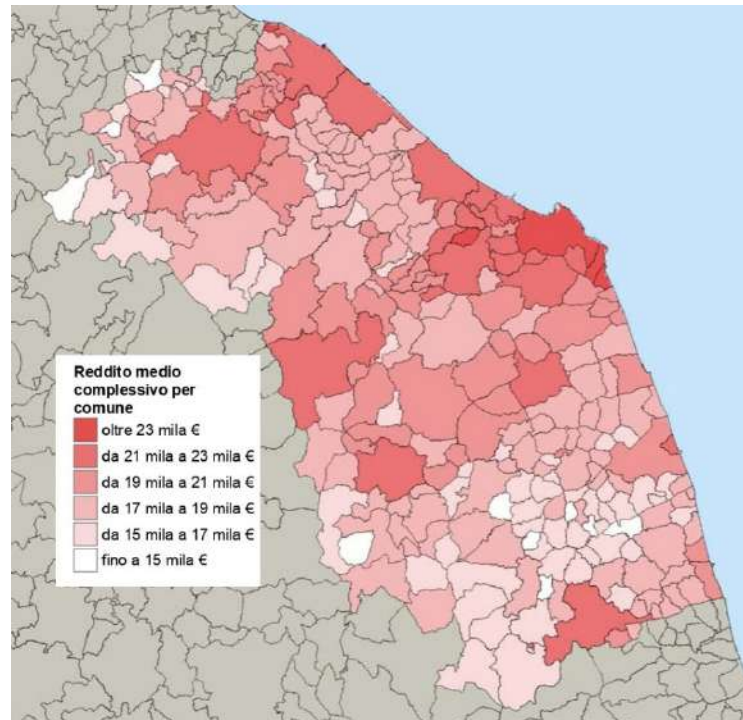 Reddito medio
complessivo per
comune
oltre 23 mila €
da 21 mila a 23 mila €
da 19 mila a 21 mila €
da 17 mila a 19 mila €
da 15 mila a 17 mila €
fino a 15 mila €